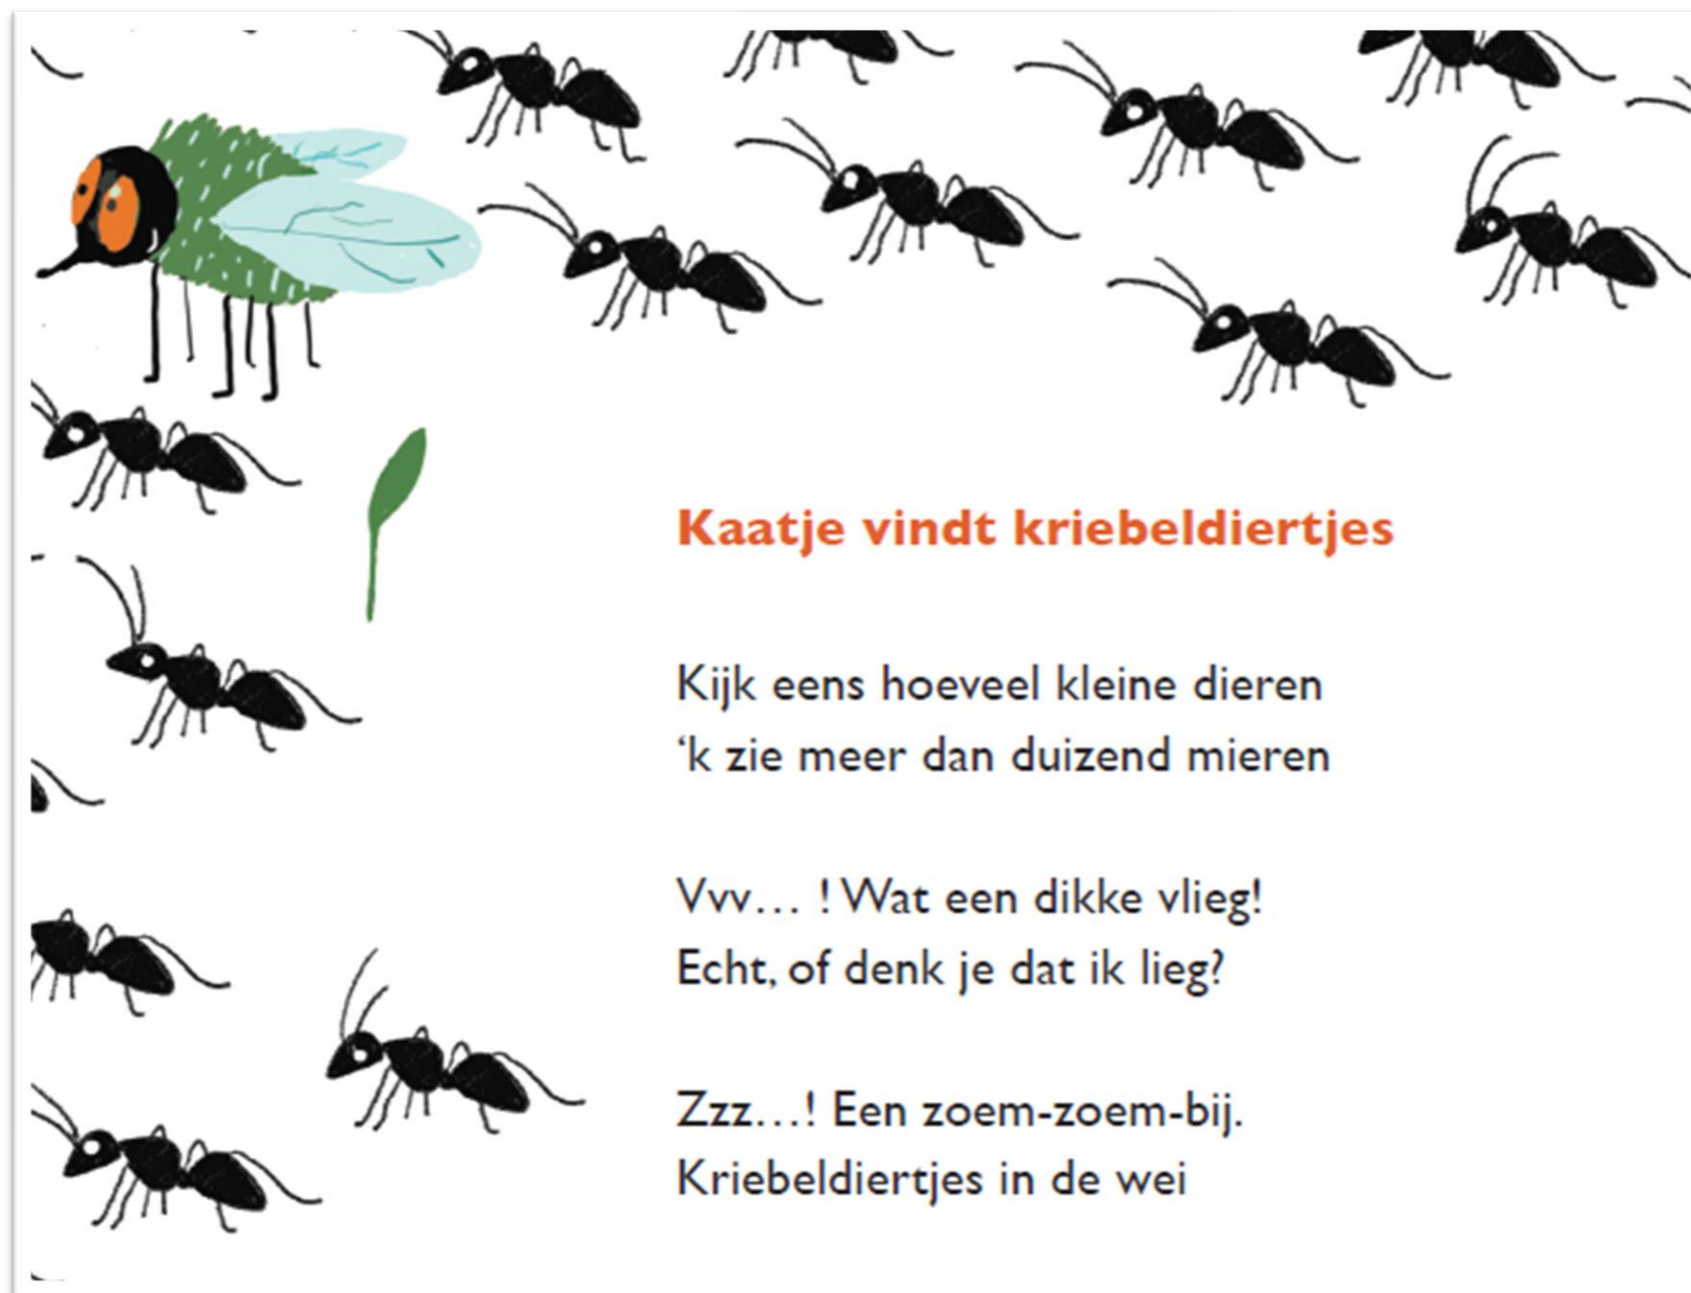 Kaatje vindt kriebeldiertjes
Kijk eens hoeveel kleine dieren
‘k zie meer dan duizend mieren
Vvv... ! Wat een dikke vlieg!
Echt, of denk je dat ik lieg?
Zzz...! Een zoem-zoem-bij.
Kriebeldiertjes in de wei